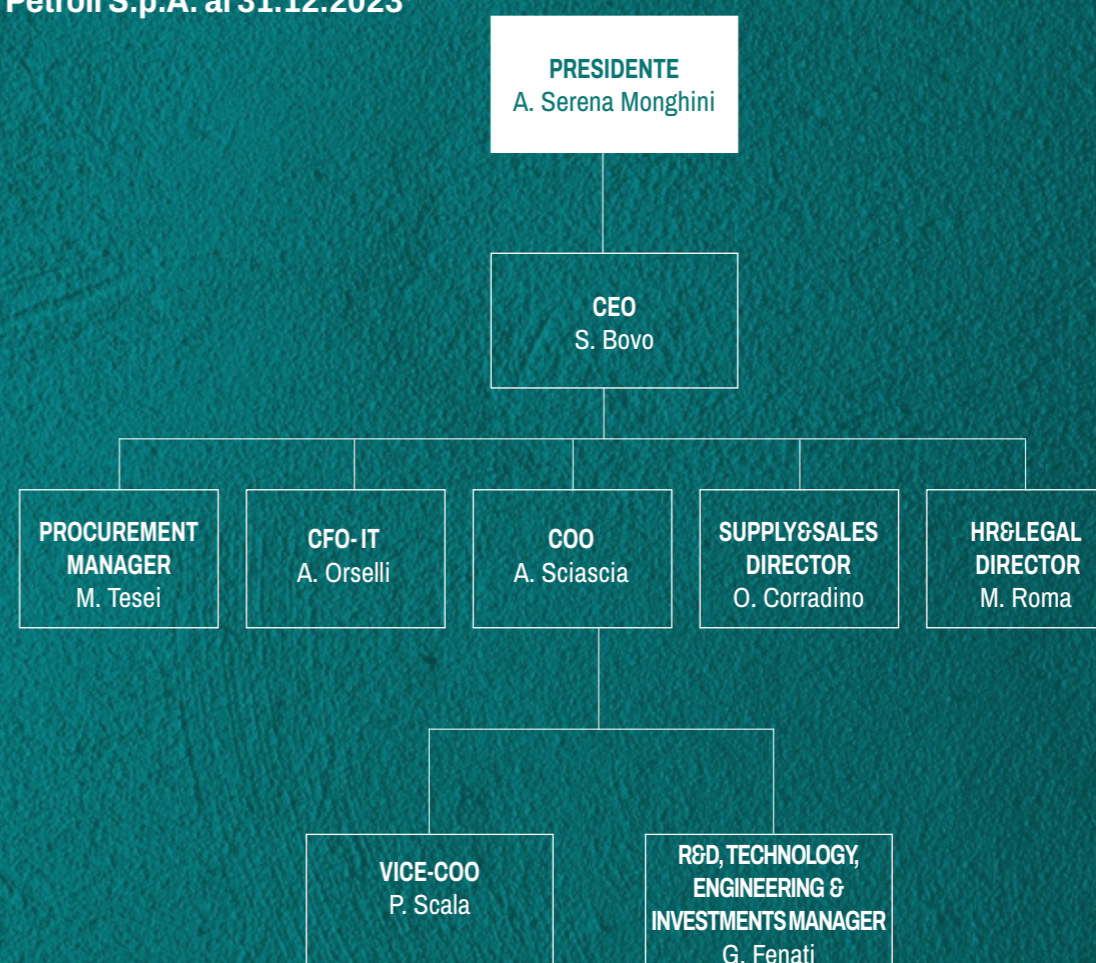 Petroli S.p.A. al 31.12.2023
PRESIDENTE
A. Serena Monghini
CEO
S. Bovo
PROCUREMENT
MANAGER
M. Tesei
CFO-IT
A. Orselli
COO
A. Sciascia
SUPPLY&SALES
DIRECTOR
O. Corradino
HR&LEGAL
DIRECTOR
M. Roma
VICE-COO
P. Scala
R&D, TECHNOLOGY,
ENGINEERING &
INVESTMENTS MANAGER
G. Fenati